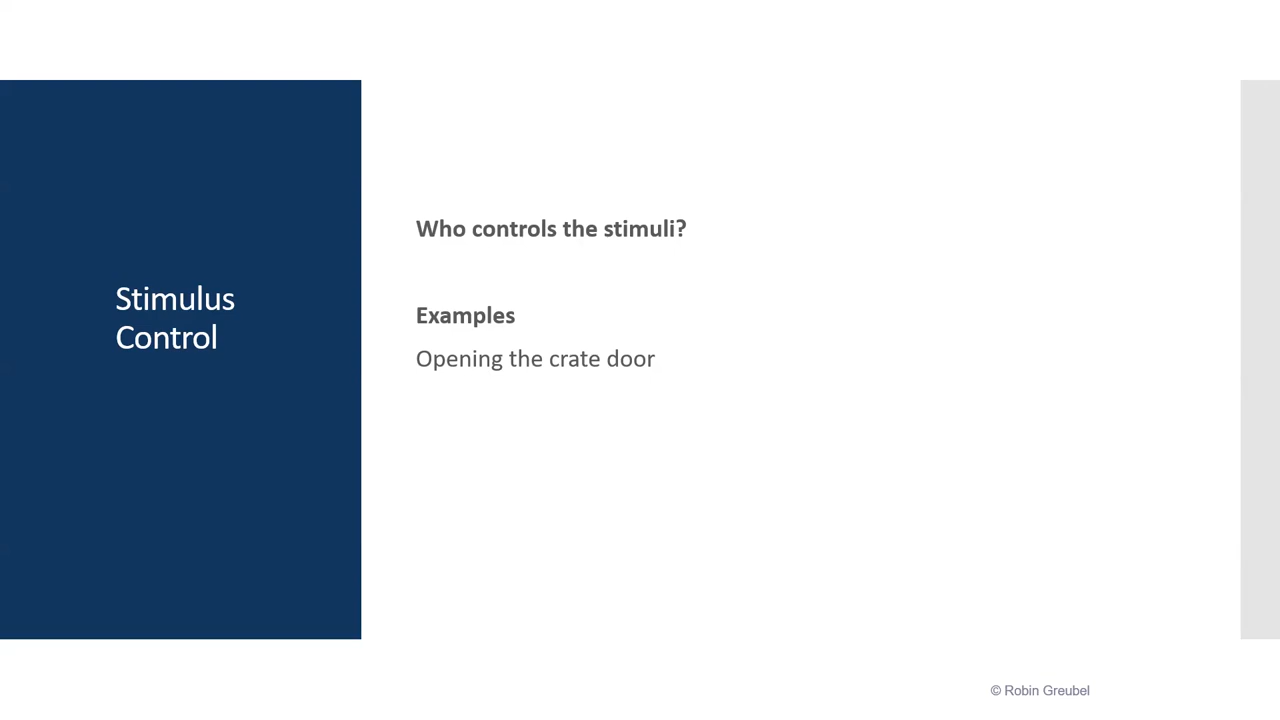 Stimulus
Control
Who controls the stimuli?
Examples
Opening the crate door
© Robin Greubel